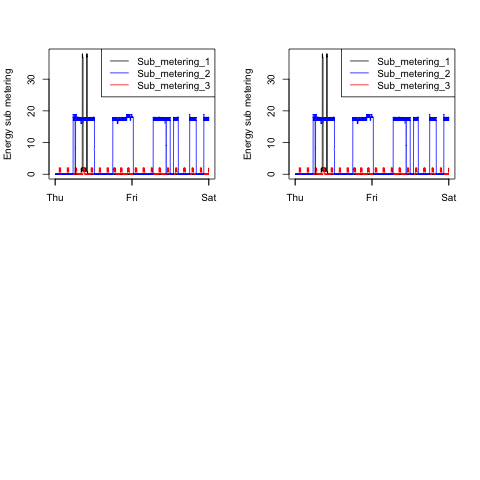 Energy sub metering
0
10
20
30
Thu
Fri
Sat
Sub_metering_1
Sub_metering_2
Sub_metering_3
Energy sub metering
0
10
20
30
Thu
Fri
Sat
Sub_metering_1
Sub_metering_2
Sub_metering_3